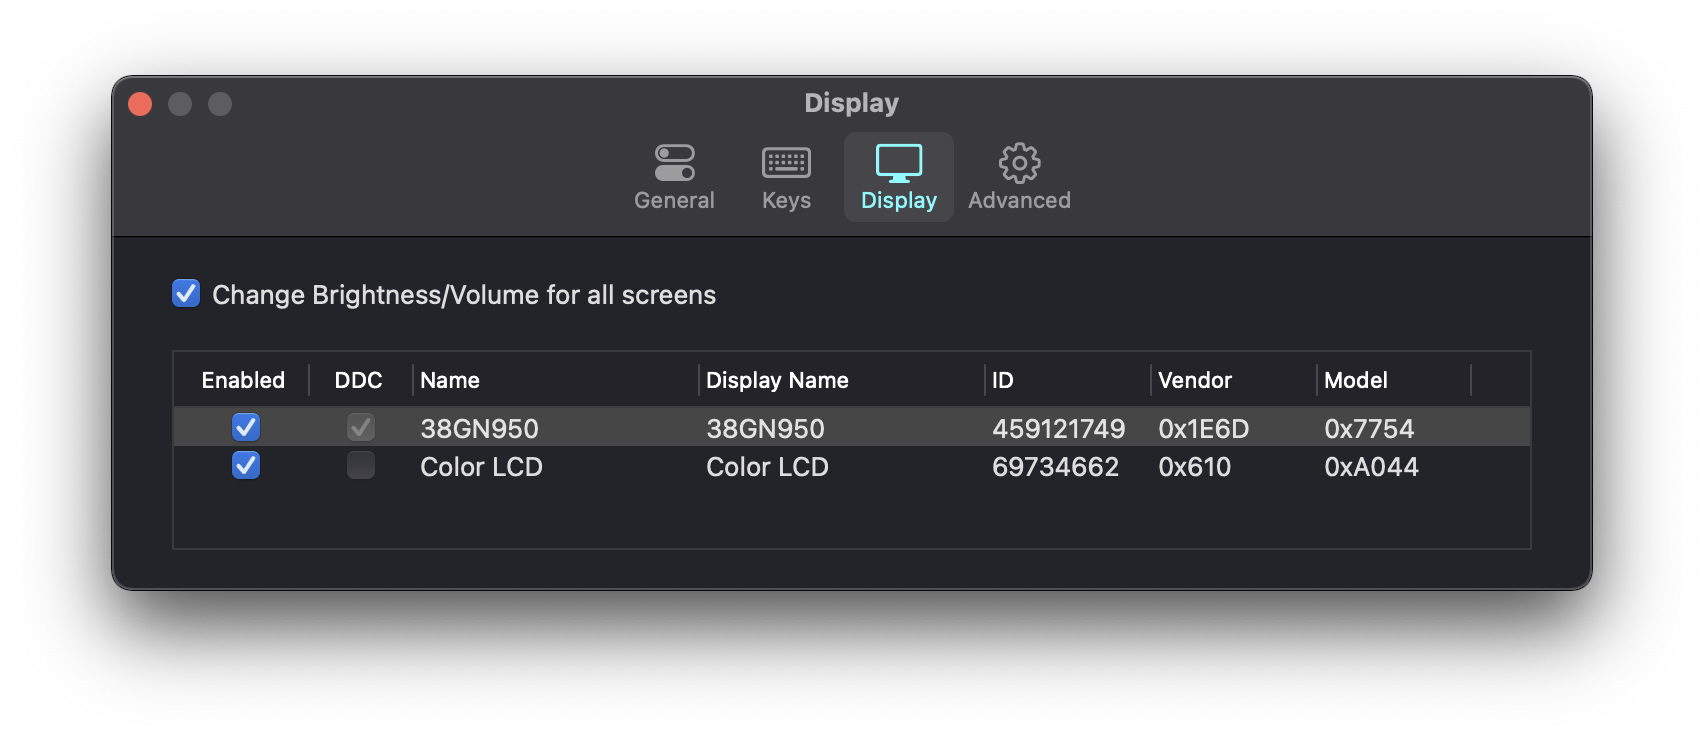 Display
General Keys Display Advanced
Change Brightness/Volume for all screens
Enabled DDC Name Display Name ID Vendor Model
38GN950 38GN950 459121749 0x1E6D 0x7754
Color LCD Color LCD 69734662 0x610 0xA044